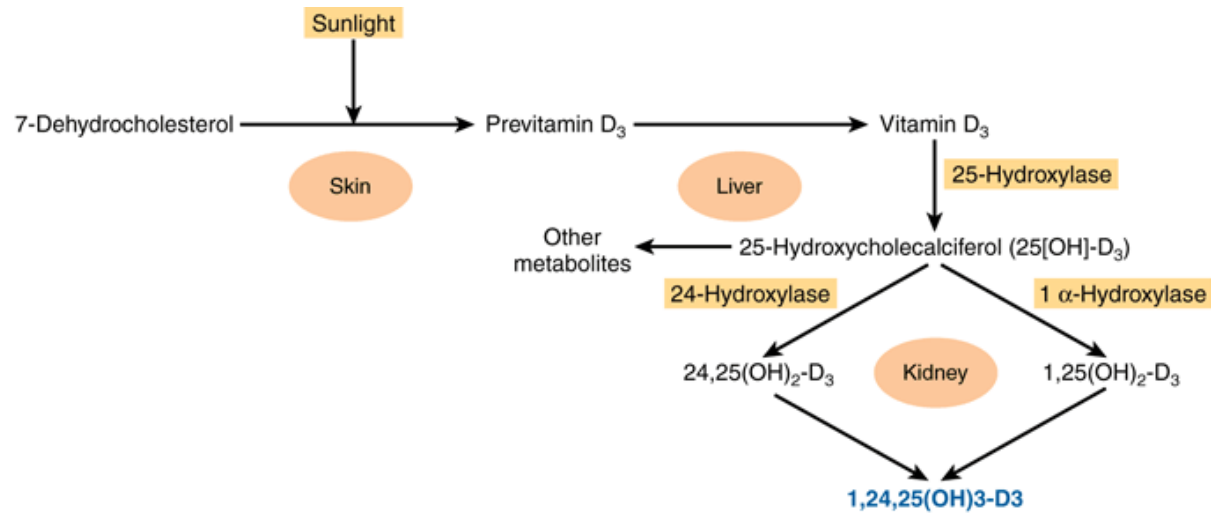 Sunlight
7-Dehydrocholesterol
Previtamin D₃
Vitamin D₃
Skin
Liver
25-Hydroxylase
Other
metabolites
25-Hydroxycholecalciferol (25[OH]-D₃)
24-Hydroxylase
1 α-Hydroxylase
24,25(OH)₂-D₃
Kidney
1,25(OH)₂-D₃
1,24,25(OH)3-D3